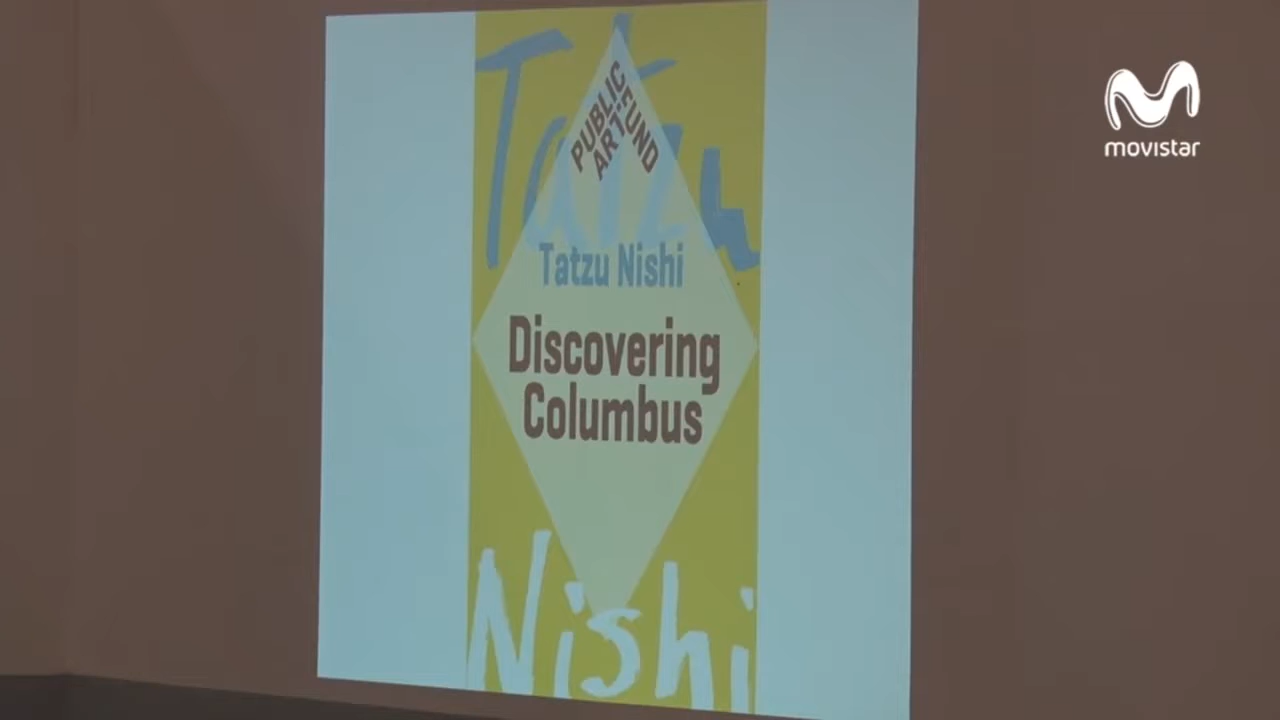 Tatzu
PUBLIC
ART
FUND
Tatzu Nishi
Discovering
Columbus
Nishi
movistar